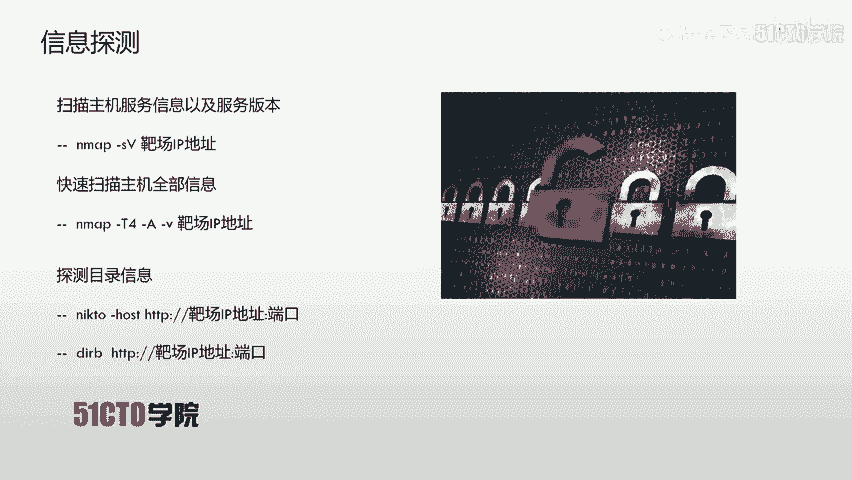 信息探测
51CTO学院
扫描主机服务信息以及服务版本
-- nmap -sV 靶场IP地址
快速扫描主机全部信息
-- nmap -T4 -A -v 靶场IP地址
探测目录信息
-- nikto -host http://靶场IP地址:端口
-- dirb http://靶场IP地址:端口
51CTO学院